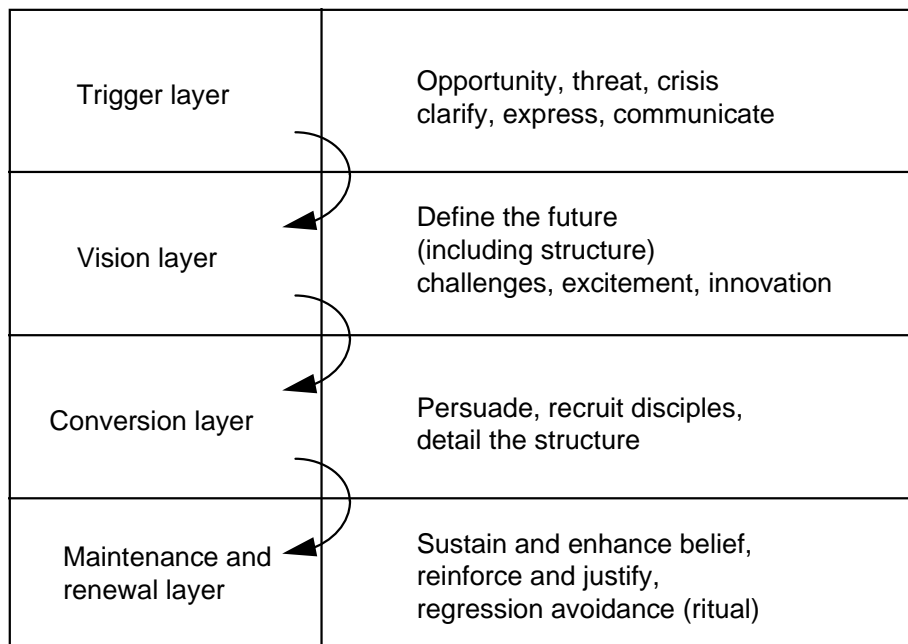 Trigger layer
Opportunity, threat, crisis
clarify, express, communicate
Vision layer
Define the future
(including structure)
challenges, excitement, innovation
Conversion layer
Persuade, recruit disciples,
detail the structure
Maintenance and
renewal layer
Sustain and enhance belief,
reinforce and justify,
regression avoidance (ritual)